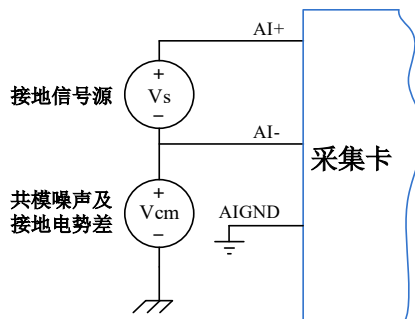 AI+
+
Vs
−
接地信号源
AI-
采集卡
+
Vcm
−
共模噪声及
接地电势差
AIGND